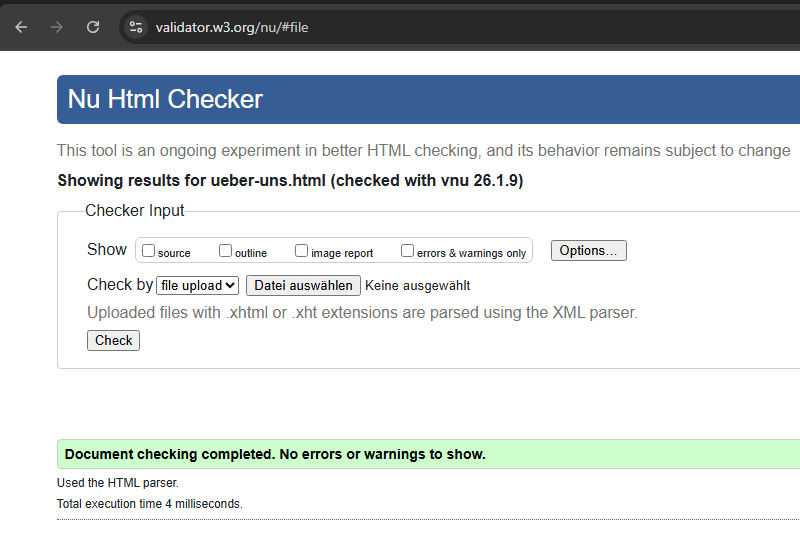 validator.w3.org/nu/#file
Nu Html Checker
This tool is an ongoing experiment in better HTML checking, and its behavior remains subject to change
Showing results for ueber-uns.html (checked with vnu 26.1.9)
Checker Input
Show source outline image report errors & warnings only Options...
Check by file upload Datei auswählen Keine ausgewählt
Uploaded files with .xhtml or .xht extensions are parsed using the XML parser.
Check
Document checking completed. No errors or warnings to show.
Used the HTML parser.
Total execution time 4 milliseconds.